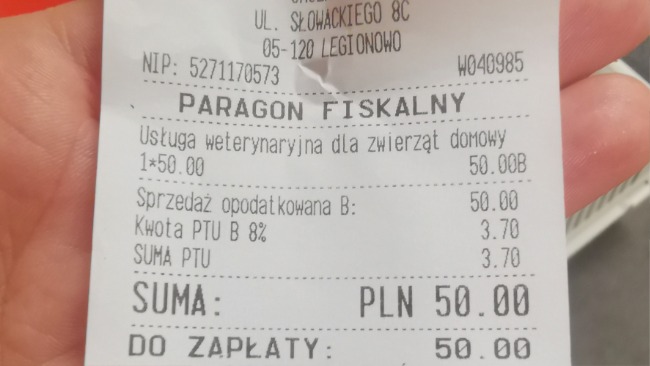 UL. SŁOWACKIEGO 8C
05-120 LEGIONOWO
NIP: 5271170573 W040985
PARAGON FISKALNY
Usługa weterynaryjna dla zwierząt domowy
1*50.00 50.00B
Sprzedaż opodatkowana B: 50.00
Kwota PTU B 8% 3.70
SUMA PTU 3.70
SUMA: PLN 50.00
DO ZAPŁATY: 50.00